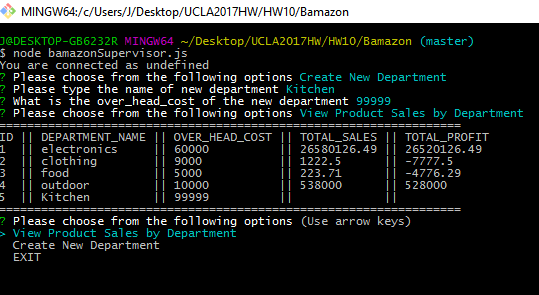 MINGW64:/c/Users/J/Desktop/UCLA2017HW/HW10/Bamazon
J@DESKTOP-GB6232R MINGW64 ~/Desktop/UCLA2017HW/HW10/Bamazon (master)
$ node bamazonSupervisor.js
You are connected as undefined
? Please choose from the following options Create New Department
? Please type the name of new department Kitchen
? What is the over_head_cost of the new department 99999
? Please choose from the following options View Product Sales by Department
================================================================
ID || DEPARTMENT_NAME || OVER_HEAD_COST || TOTAL_SALES || TOTAL_PROFIT
1 || electronics || 60000 || 26580126.49 || 26520126.49
2 || clothing || 9000 || 1222.5 || -7777.5
3 || food || 5000 || 223.71 || -4776.29
4 || outdoor || 10000 || 538000 || 528000
5 || Kitchen || 99999 || ||
================================================================
? Please choose from the following options (Use arrow keys)
> View Product Sales by Department
Create New Department
EXIT